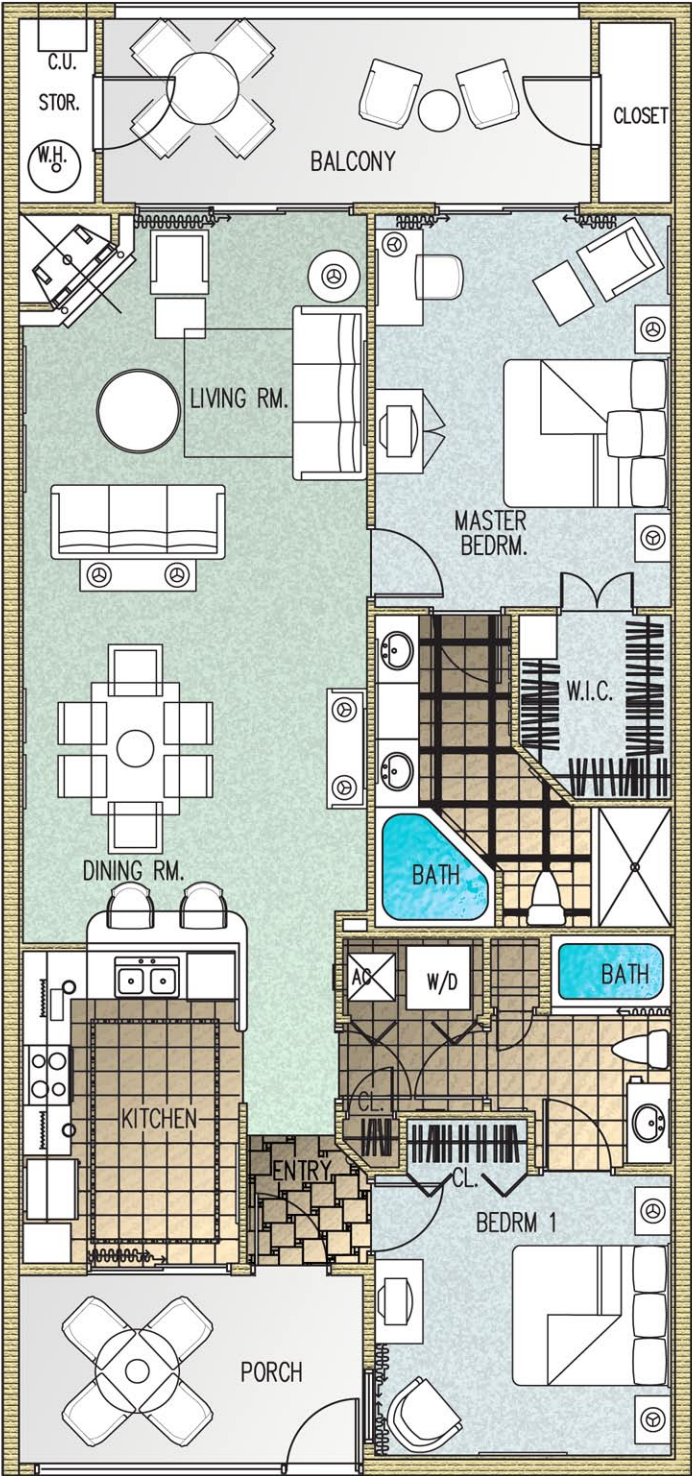 C.U.
STOR.
W.H.
BALCONY
CLOSET
LIVING RM.
MASTER
BEDRM.
W.I.C.
DINING RM.
BATH
AC
W/D
BATH
KITCHEN
CL.
ENTRY
CL.
BEDRM 1
PORCH